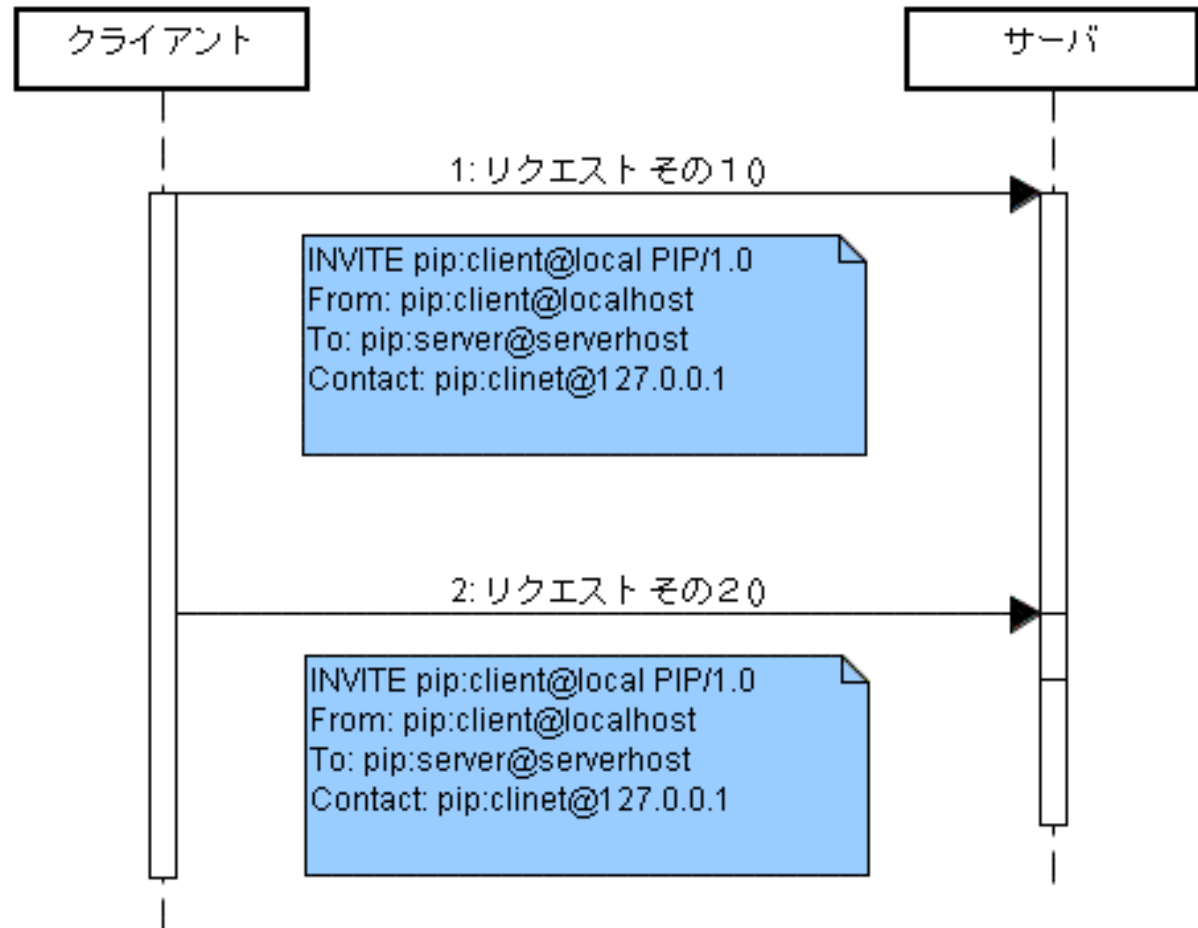 クライアント
サーバ
1: リクエスト その１()
INVITE pip:client@local PIP/1.0
From: pip:client@localhost
To: pip:server@serverhost
Contact: pip:clinet@127.0.0.1
2: リクエスト その２()
INVITE pip:client@local PIP/1.0
From: pip:client@localhost
To: pip:server@serverhost
Contact: pip:clinet@127.0.0.1